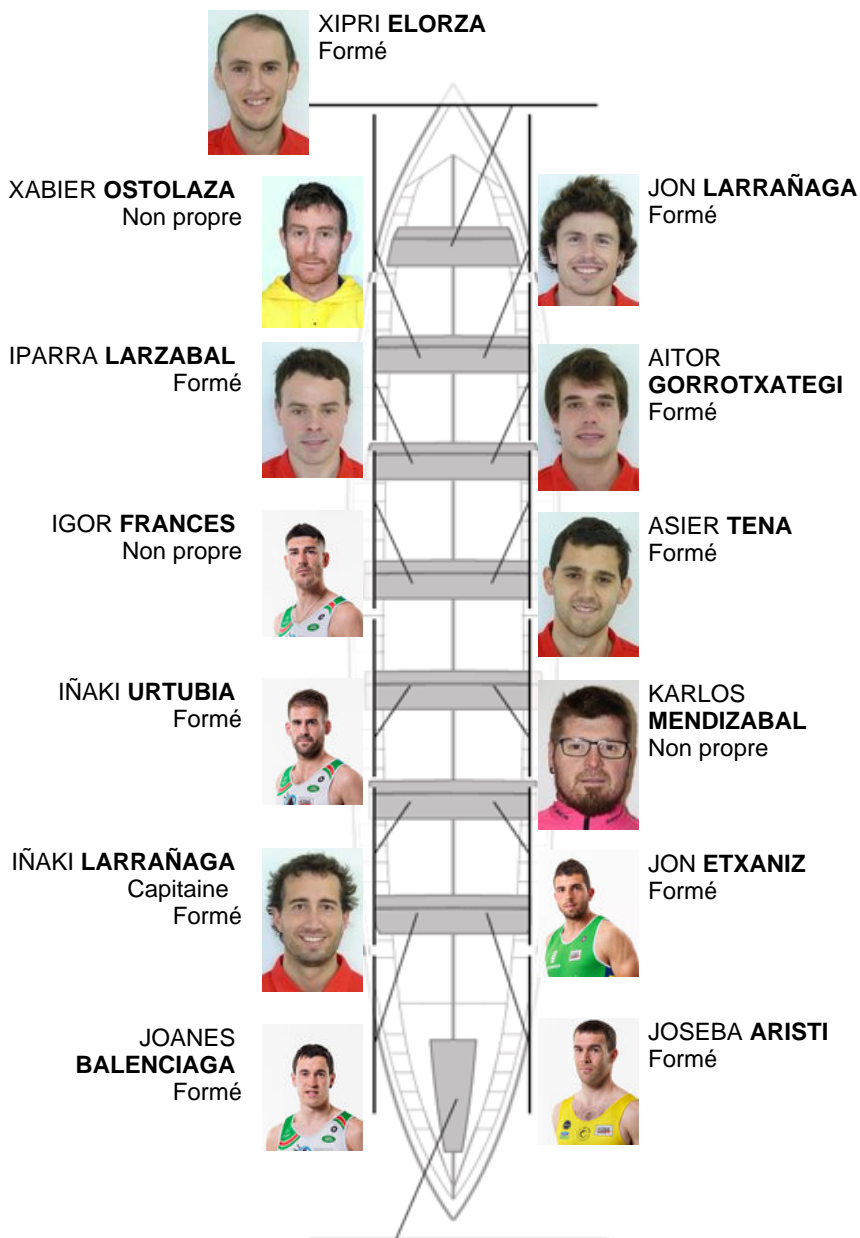 XIPRI ELORZA
Formé
XABIER OSTOLAZA
Non propre
JON LARRAÑAGA
Formé
IPARRA LARZABAL
Formé
AITOR
GORROTXATEGI
Formé
IGOR FRANCES
Non propre
ASIER TENA
Formé
IÑAKI URTUBIA
Formé
KARLOS
MENDIZABAL
Non propre
IÑAKI LARRAÑAGA
Capitaine
Formé
JON ETXANIZ
Formé
JOANES
BALENCIAGA
Formé
JOSEBA ARISTI
Formé